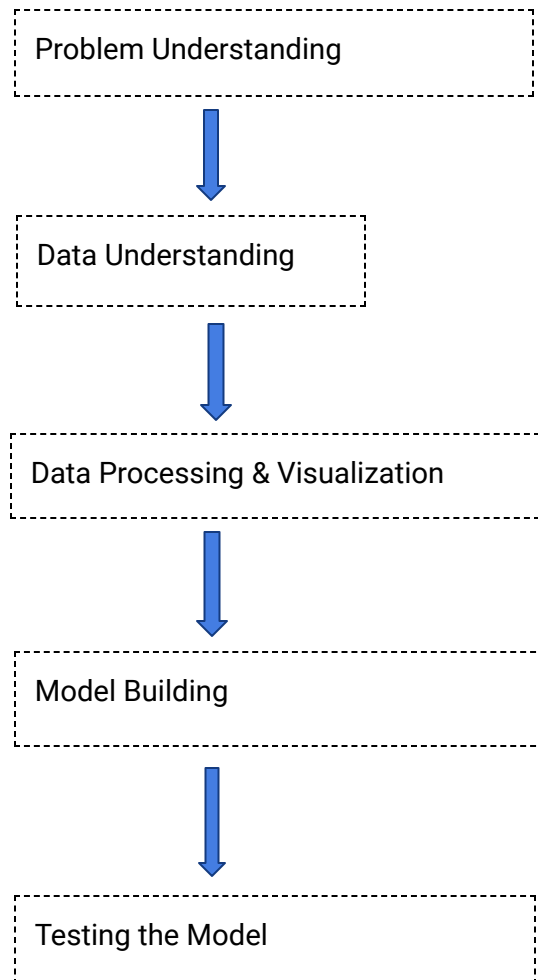 Problem Understanding
Data Understanding
Data Processing & Visualization
Model Building
Testing the Model